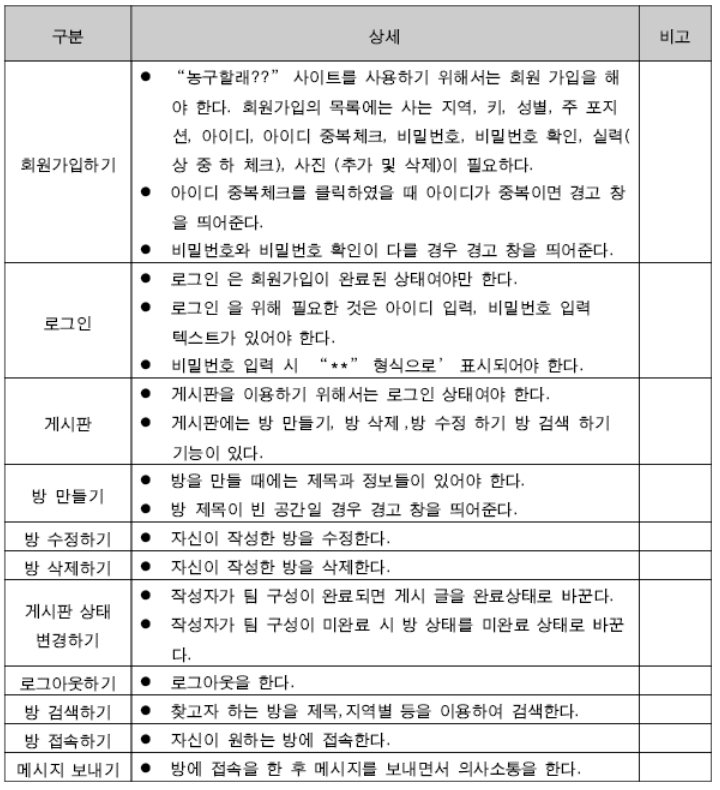 구분 상세 비고
회원가입하기
● “농구할래??” 사이트를 사용하기 위해서는 회원 가입을 해
야 한다. 회원가입의 목록에는 사는 지역, 키, 성별, 주 포지
션, 아이디, 아이디 중복체크, 비밀번호, 비밀번호 확인, 실력(
상 중 하 체크), 사진 (추가 및 삭제)이 필요하다.
● 아이디 중복체크를 클릭하였을 때 아이디가 중복이면 경고 창
을 띄어준다.
● 비밀번호와 비밀번호 확인이 다를 경우 경고 창을 띄어준다.
로그인
● 로그인 은 회원가입이 완료된 상태여야만 한다.
● 로그인 을 위해 필요한 것은 아이디 입력, 비밀번호 입력
텍스트가 있어야 한다.
● 비밀번호 입력 시 “**” 형식으로’ 표시되어야 한다.
게시판
● 게시판을 이용하기 위해서는 로그인 상태여야 한다.
● 게시판에는 방 만들기, 방 삭제 ,방 수정 하기 방 검색 하기
기능이 있다.
방 만들기
● 방을 만들 때에는 제목과 정보들이 있어야 한다.
● 방 제목이 빈 공간일 경우 경고 창을 띄어준다.
방 수정하기 ● 자신이 작성한 방을 수정한다.
방 삭제하기 ● 자신이 작성한 방을 삭제한다.
게시판 상태
변경하기
● 작성자가 팀 구성이 완료되면 게시 글을 완료상태로 바꾼다.
● 작성자가 팀 구성이 미완료 시 방 상태를 미완료 상태로 바꾼
다.
로그아웃하기 ● 로그아웃을 한다.
방 검색하기 ● 찾고자 하는 방을 제목,지역별 등을 이용하여 검색한다.
방 접속하기 ● 자신이 원하는 방에 접속한다.
메시지 보내기 ● 방에 접속을 한 후 메시지를 보내면서 의사소통을 한다.